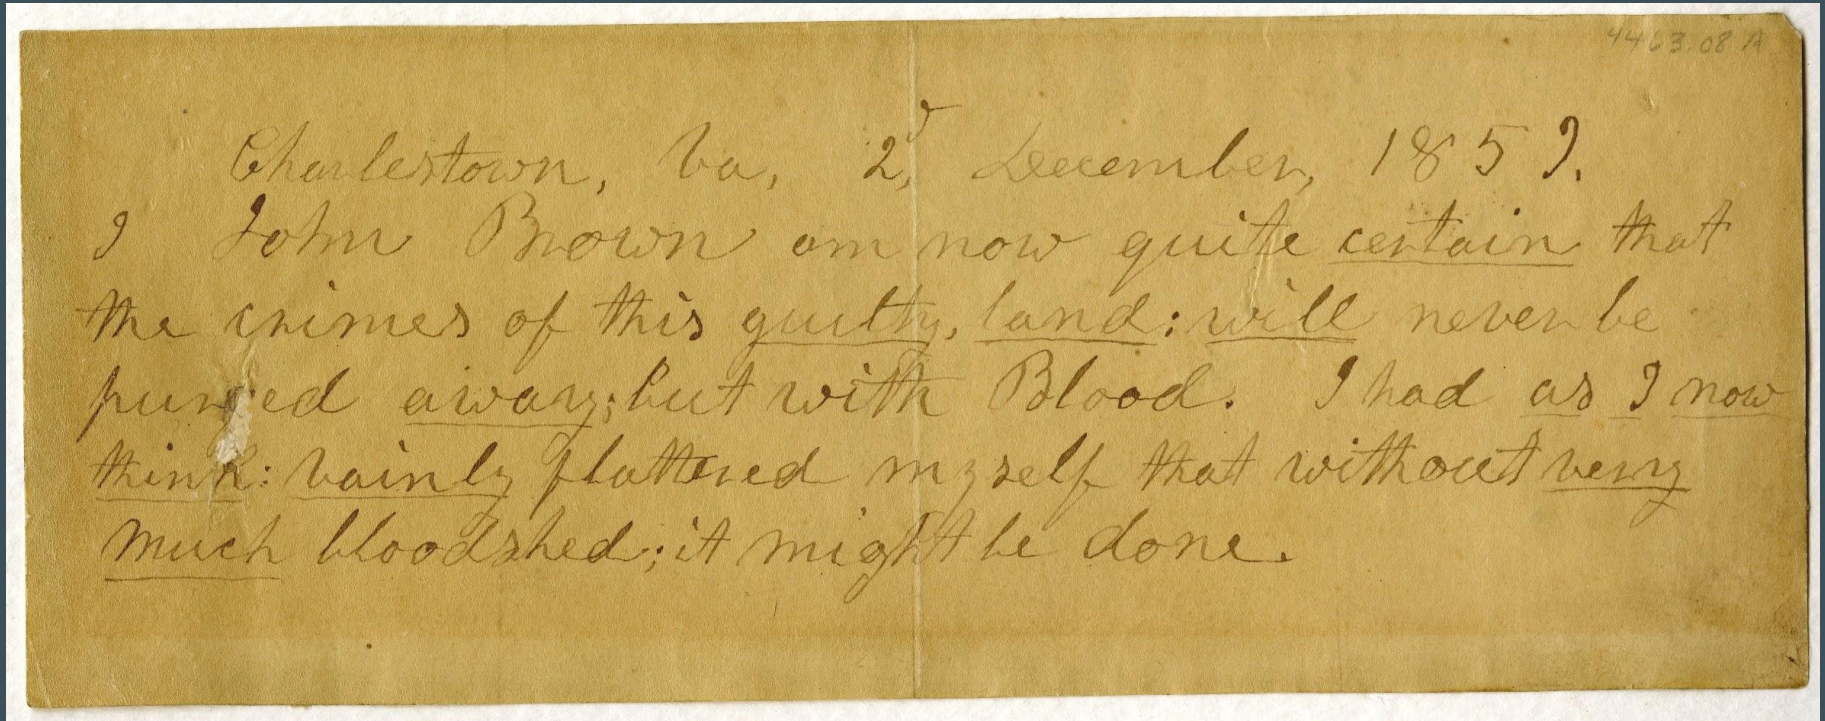 4463.08 A
Charlestown, Va, 2d, December, 1859.
I John Brown am now quite certain that
the crimes of this guilty, land: will never be
purged away; but with Blood. I had as I now
think: vainly flattered myself that without very
much bloodshed; it might be done.